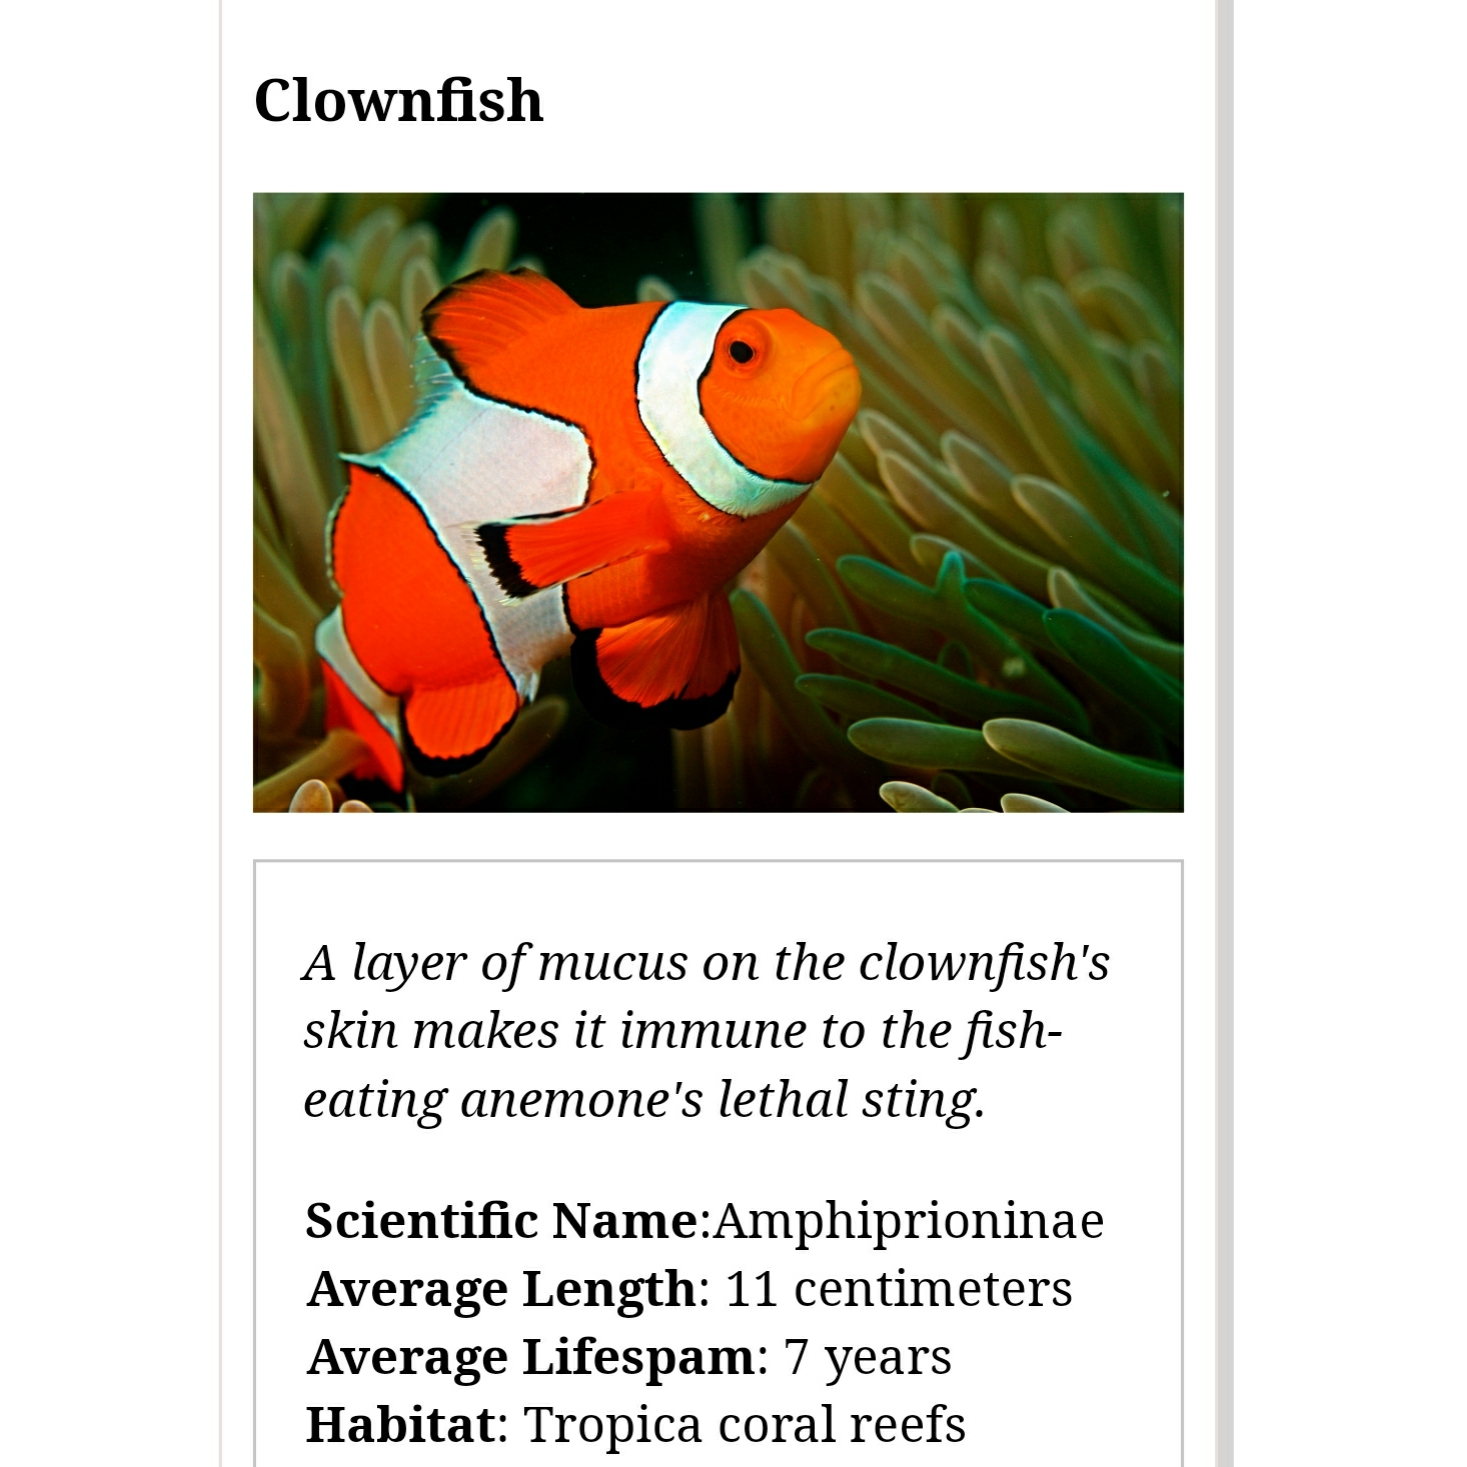 Clownfish
A layer of mucus on the clownfish's
skin makes it immune to the fish-
eating anemone's lethal sting.
Scientific Name:Amphiprioninae
Average Length: 11 centimeters
Average Lifespam: 7 years
Habitat: Tropica coral reefs